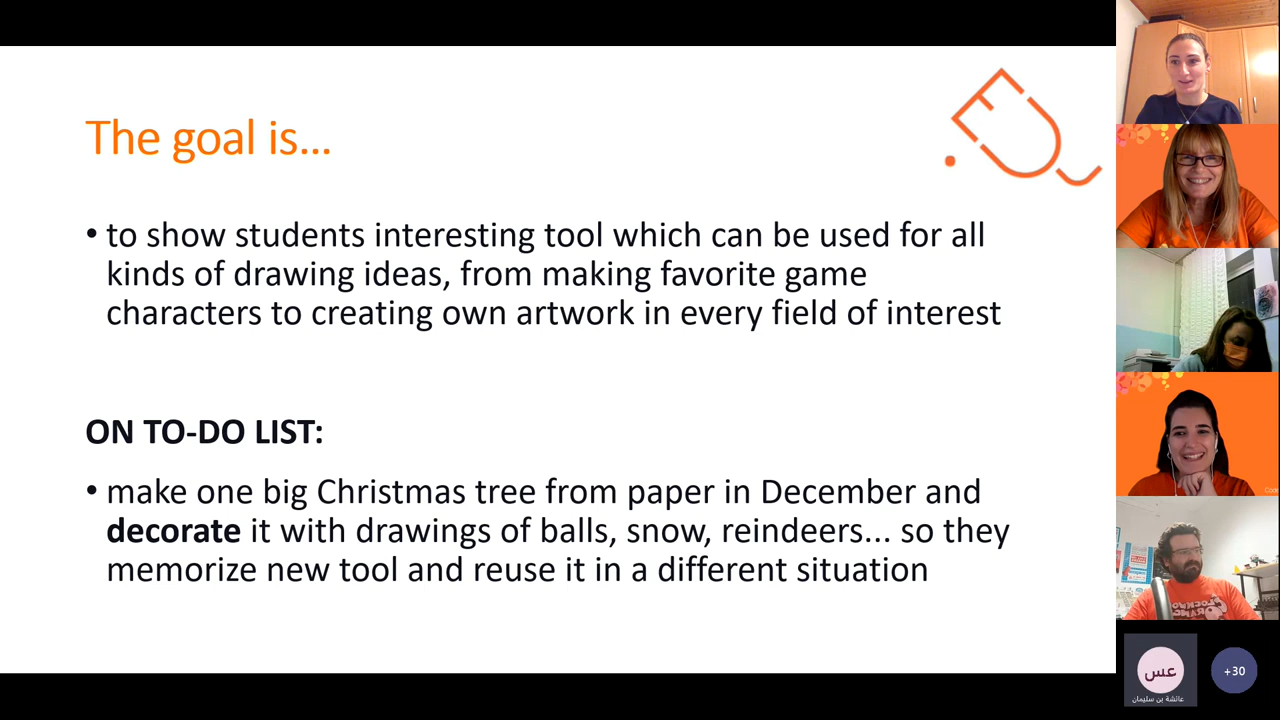 The goal is...
• to show students interesting tool which can be used for all
kinds of drawing ideas, from making favorite game
characters to creating own artwork in every field of interest
ON TO-DO LIST:
• make one big Christmas tree from paper in December and
decorate it with drawings of balls, snow, reindeers... so they
memorize new tool and reuse it in a different situation
عس
+30
عائشة بن سليمان